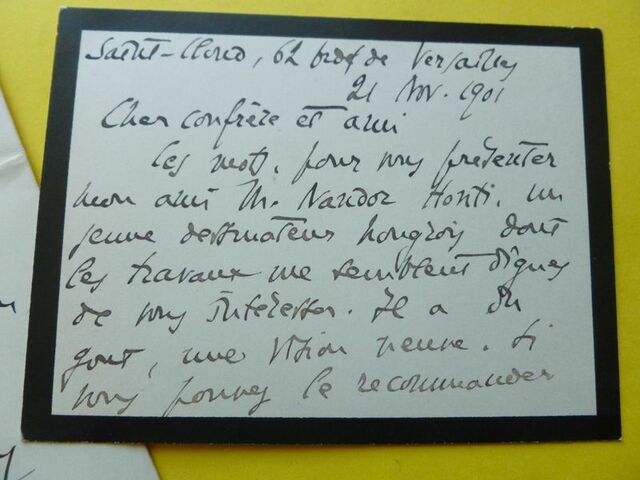 Saint-Cloud, 62 bd de Versailles
21 Nov. 1901
Cher confrère et ami
Ces mots, pour vous présenter
mon ami M. Nandor Honti, un
jeune dessinateur hongrois dont
les travaux me semblent dignes
de vous intéresser. Il a du
gout, une vision neuve. Si
vous pouvez le recommander